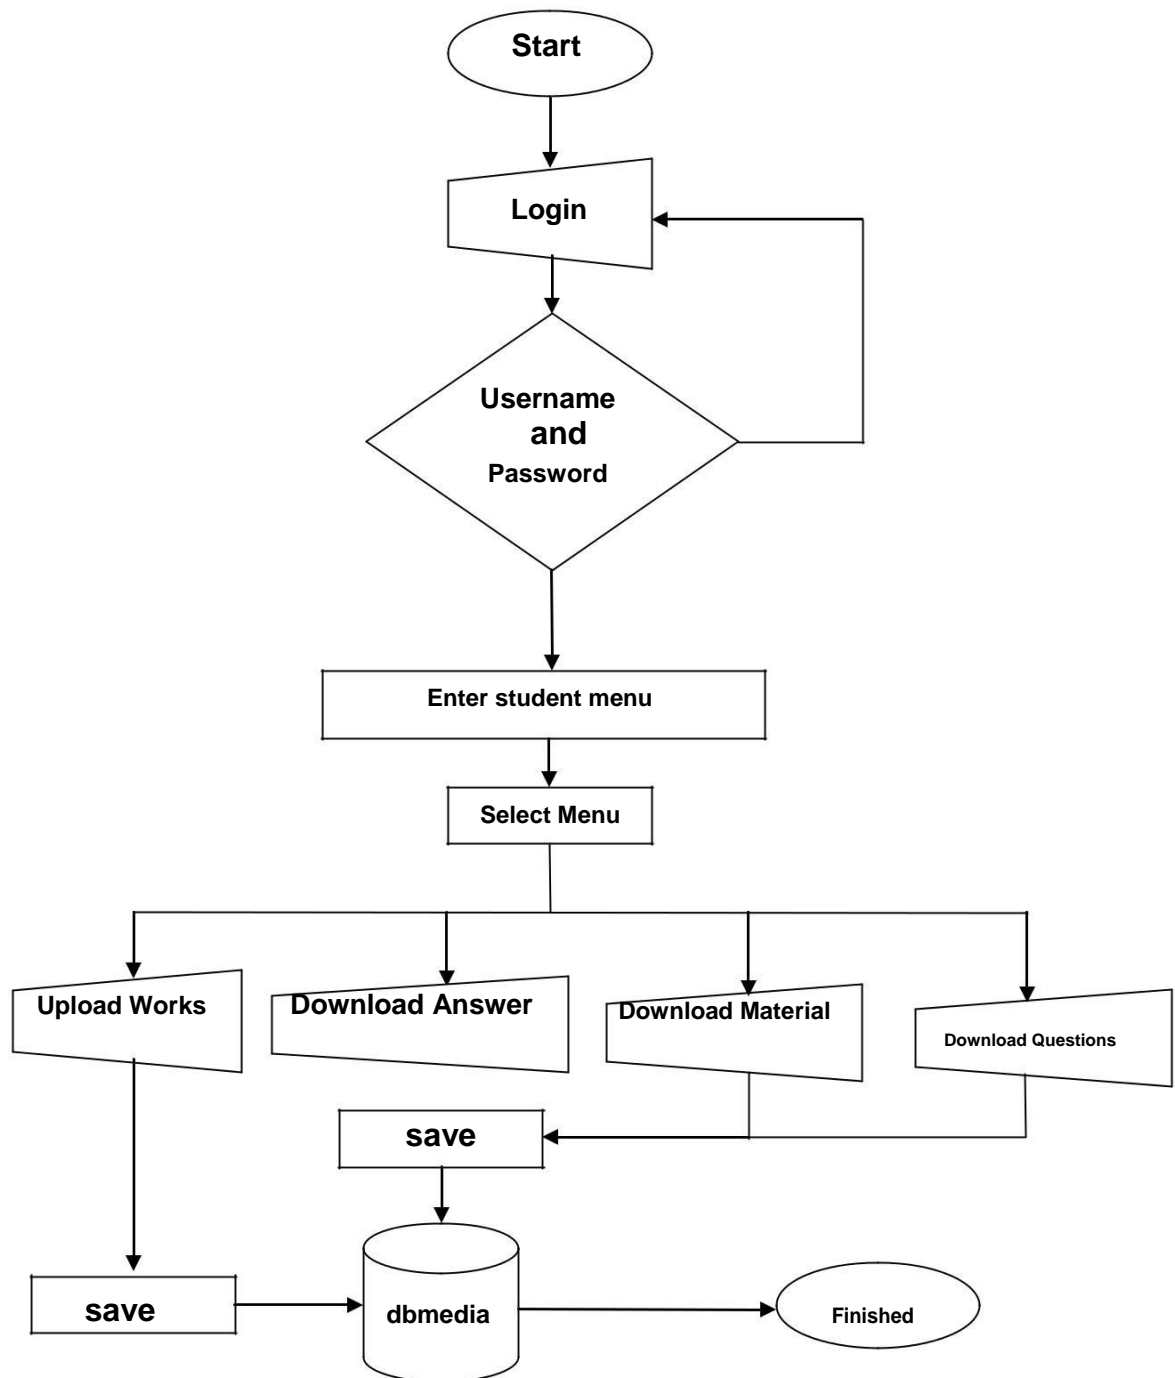 Start
Login
Username
and
Password
Enter student menu
Select Menu
Upload Works
Download Answer
Download Material
Download Questions
save
save
dbmedia
Finished